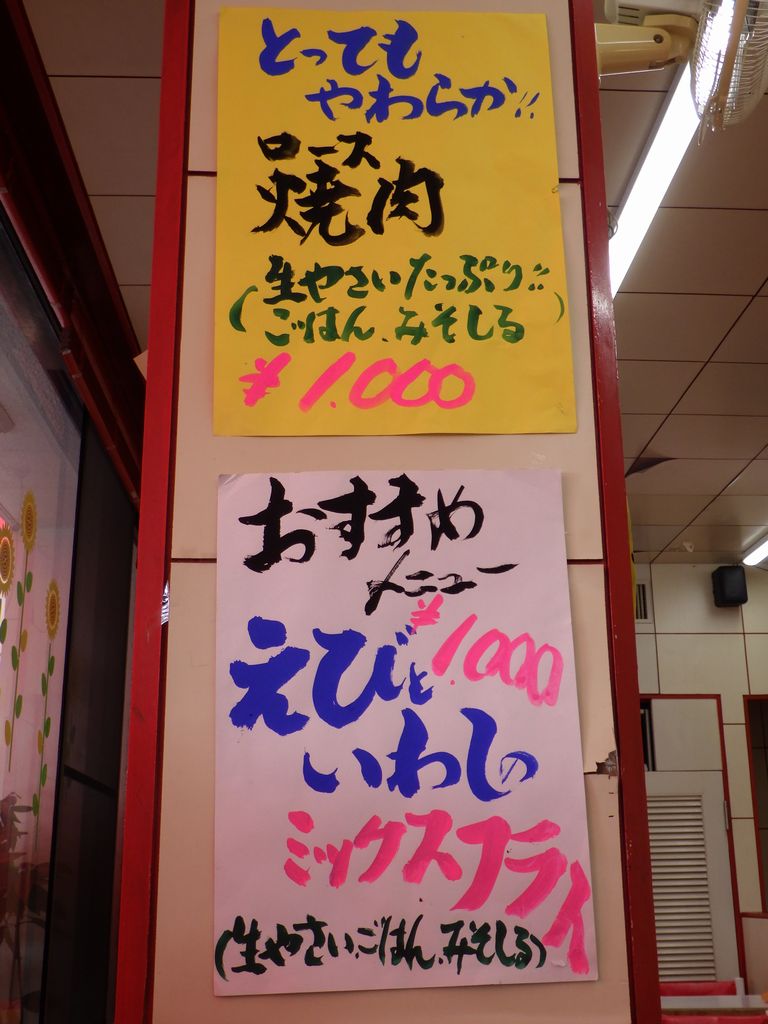 とっても
やわらか!!
ロース
焼肉
(生やさいたっぷり!!
ごはん、みそしる)
¥1.000
おすすめ
メニュー
¥1.000
えびと
いわしの
ミックスフライ
(生やさい、ごはん、みそしる)